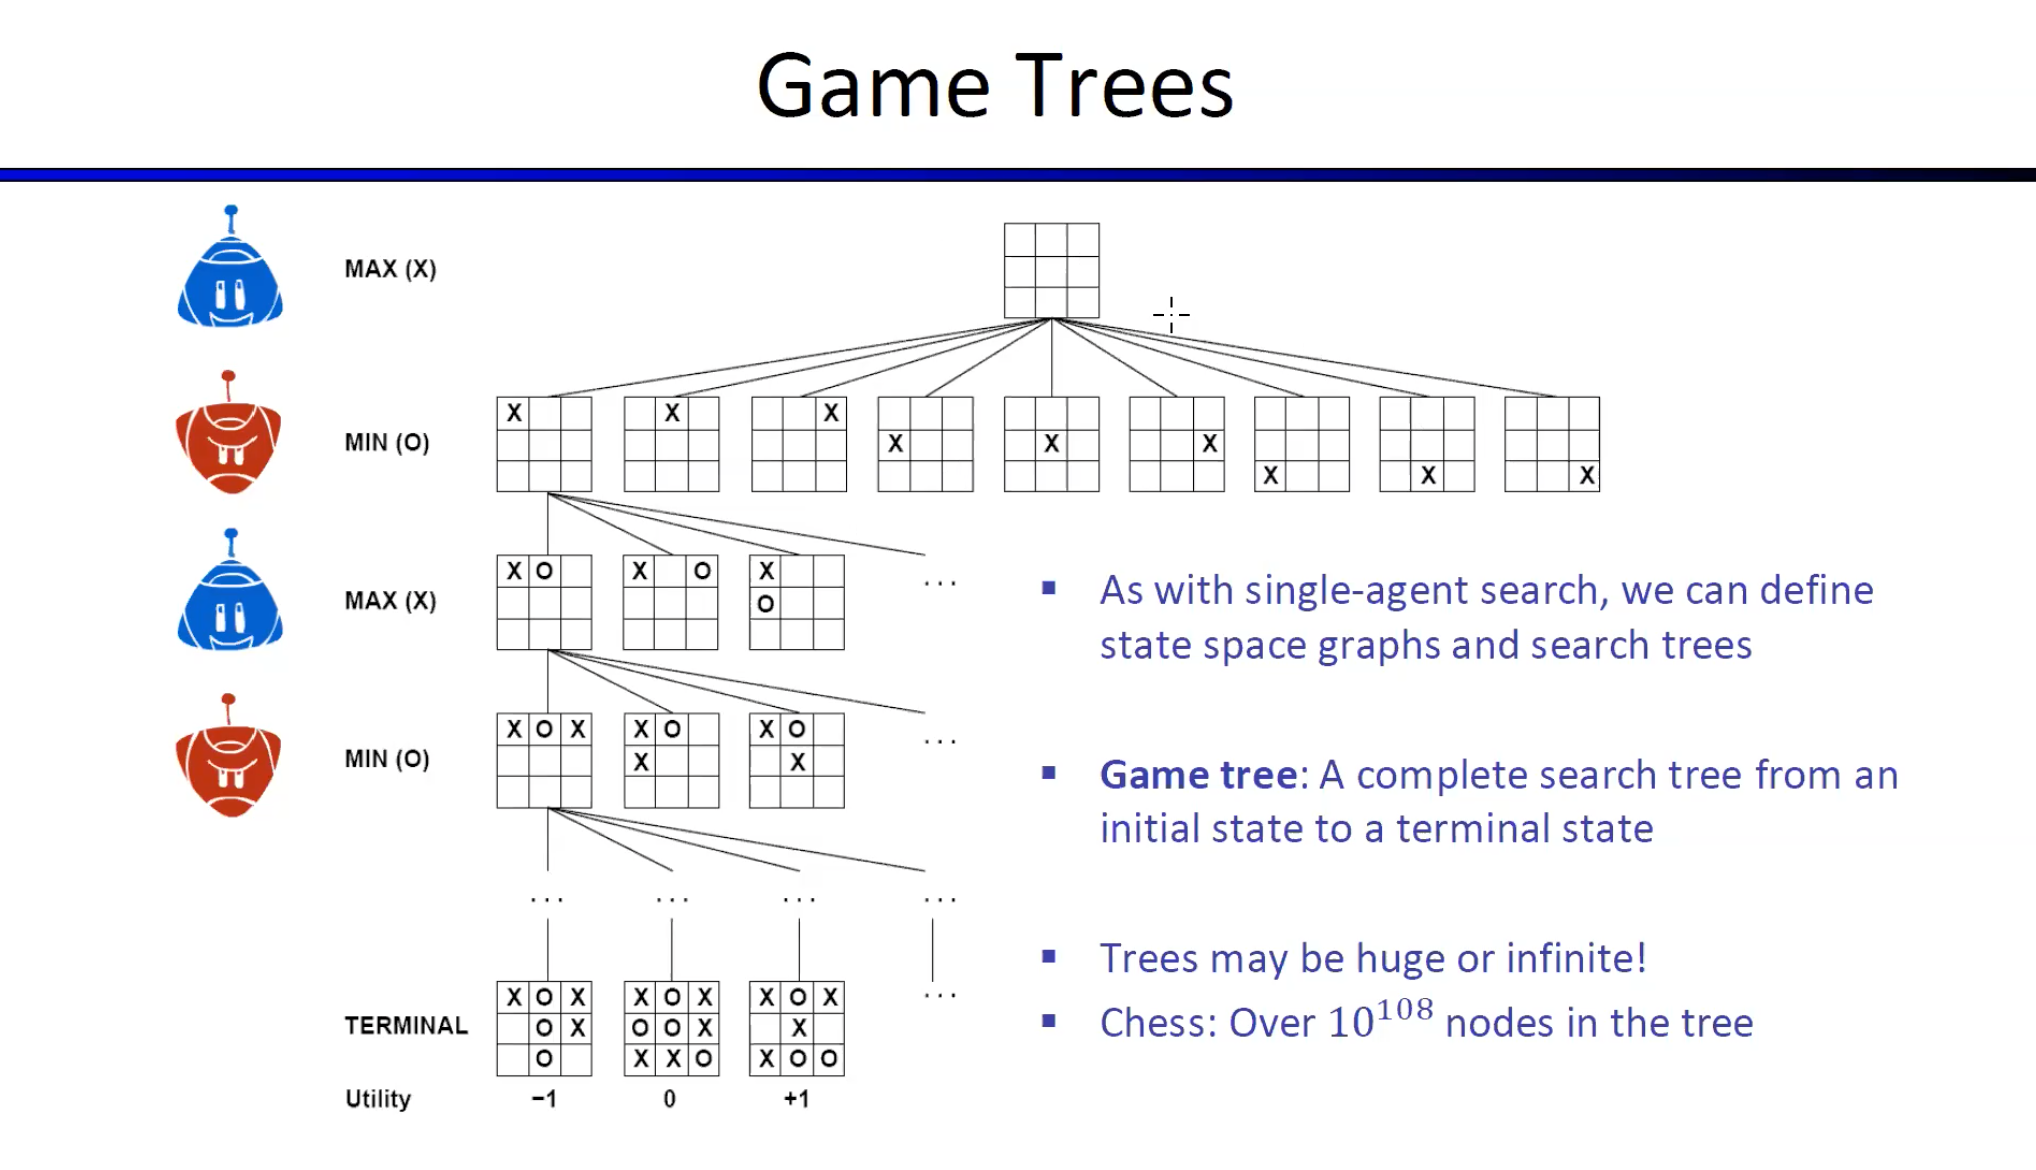 Game Trees
MAX (X)
MIN (O)
X X X X X X X X X
MAX (X)
X O X O X
O
...
MIN (O)
X O X X O X O
X X
...
... ... ... ...
TERMINAL
X O X X O X X O X
O X O O X X
O X X O X O O
...
Utility -1 0 +1
As with single-agent search, we can define
state space graphs and search trees
Game tree: A complete search tree from an
initial state to a terminal state
Trees may be huge or infinite!
Chess: Over 10^108 nodes in the tree